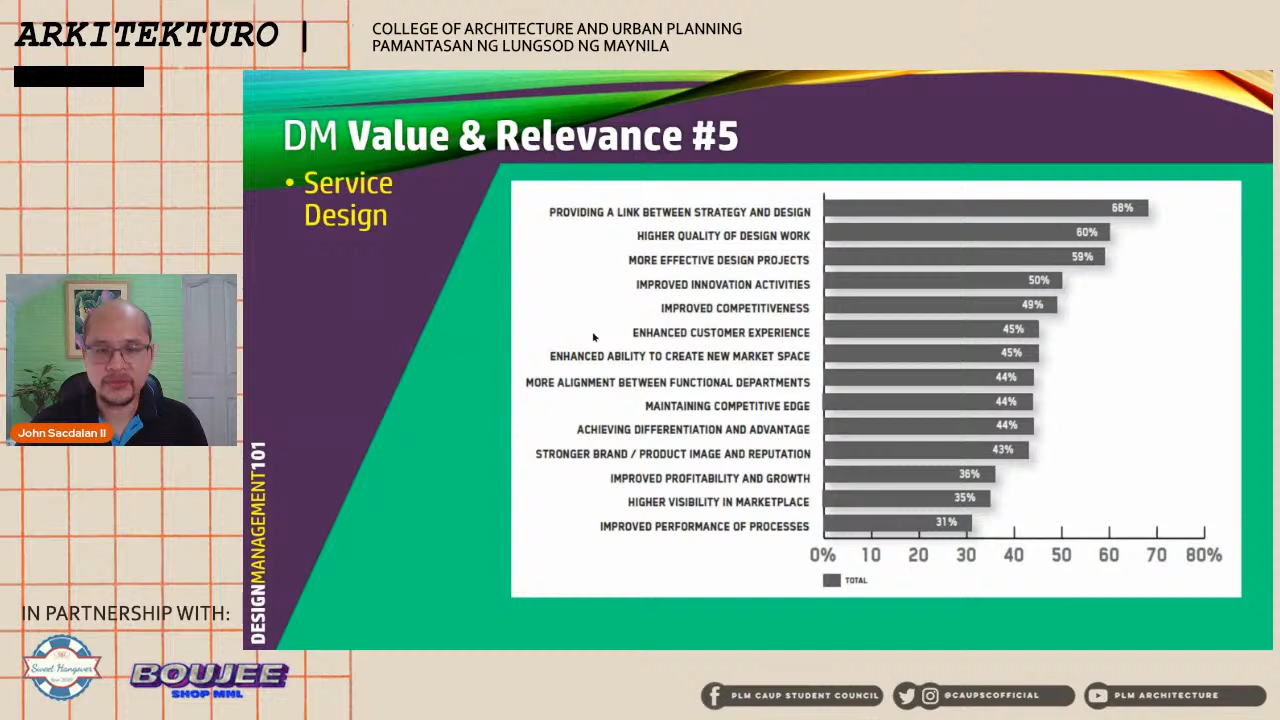 ARKITEKTURO |
COLLEGE OF ARCHITECTURE AND URBAN PLANNING
PAMANTASAN NG LUNGSOD NG MAYNILA
DM Value & Relevance #5
• Service
Design
PROVIDING A LINK BETWEEN STRATEGY AND DESIGN 68%
HIGHER QUALITY OF DESIGN WORK 60%
MORE EFFECTIVE DESIGN PROJECTS 59%
IMPROVED INNOVATION ACTIVITIES 50%
IMPROVED COMPETITIVENESS 49%
ENHANCED CUSTOMER EXPERIENCE 45%
ENHANCED ABILITY TO CREATE NEW MARKET SPACE 45%
MORE ALIGNMENT BETWEEN FUNCTIONAL DEPARTMENTS 44%
MAINTAINING COMPETITIVE EDGE 44%
ACHIEVING DIFFERENTIATION AND ADVANTAGE 44%
STRONGER BRAND / PRODUCT IMAGE AND REPUTATION 43%
IMPROVED PROFITABILITY AND GROWTH 36%
HIGHER VISIBILITY IN MARKETPLACE 35%
IMPROVED PERFORMANCE OF PROCESSES 31%
0% 10 20 30 40 50 60 70 80%
TOTAL
DESIGNMANAGEMENT101
John Sacdalan II
IN PARTNERSHIP WITH:
Sweet Hangover
BOUJEE
SHOP MNL
PLM CAUP STUDENT COUNCIL
@CAUPSCOFFICIAL
PLM ARCHITECTURE